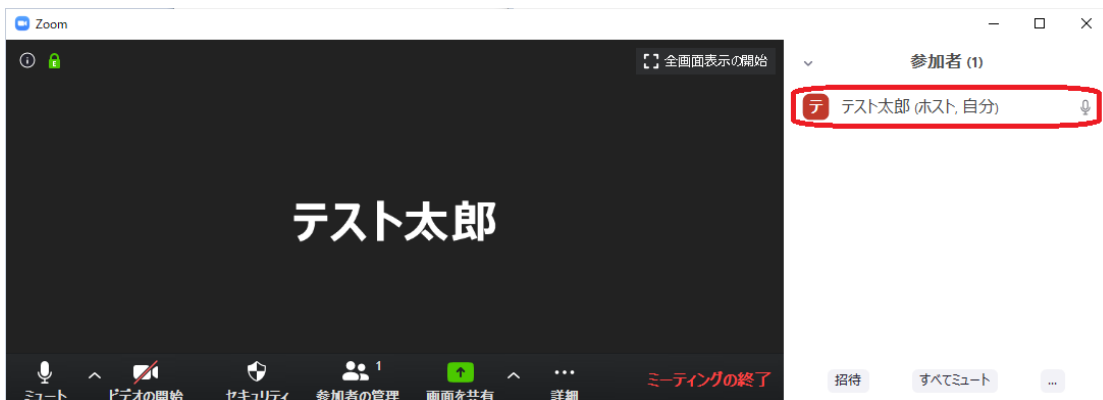 Zoom
全画面表示の開始
参加者 (1)
テ テスト太郎 (ホスト, 自分)
テスト太郎
ミュート ビデオの開始 セキュリティ 参加者の管理 1 画面を共有 詳細 ミーティングの終了
招待 すべてミュート ...